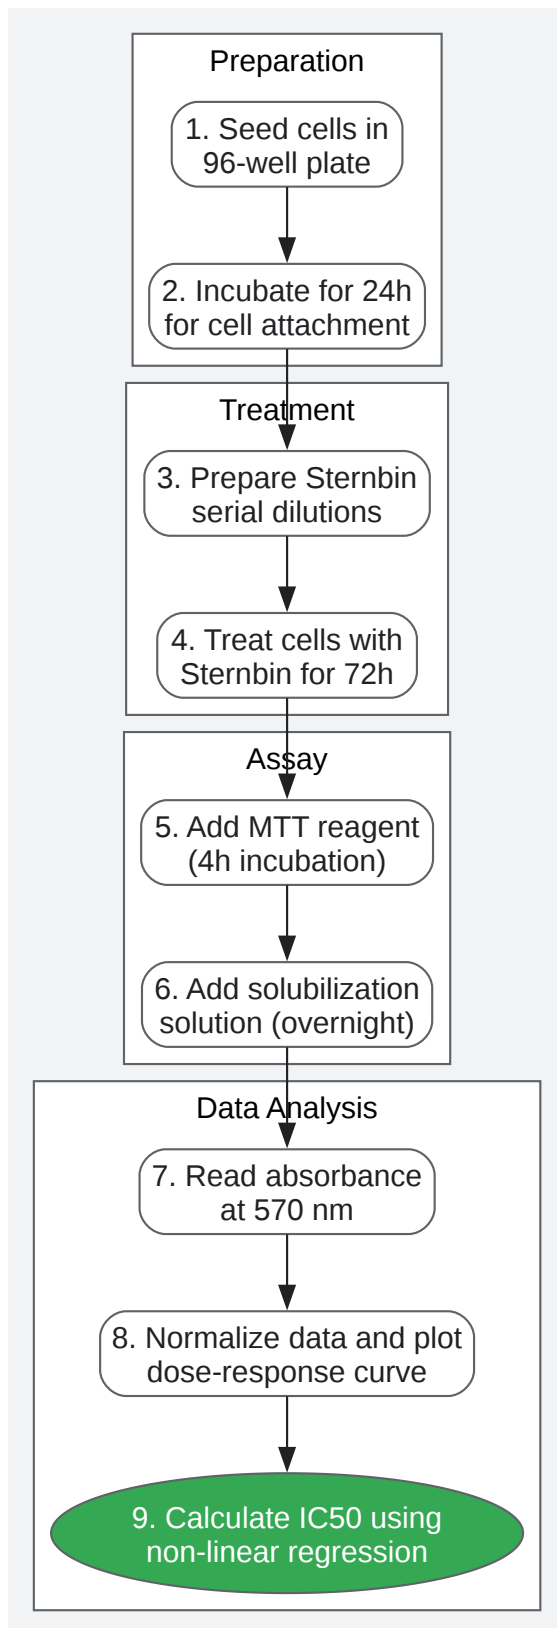 Preparation
1. Seed cells in
96-well plate
2. Incubate for 24h
for cell attachment
Treatment
3. Prepare Sternbin
serial dilutions
4. Treat cells with
Sternbin for 72h
Assay
5. Add MTT reagent
(4h incubation)
6. Add solubilization
solution (overnight)
Data Analysis
7. Read absorbance
at 570 nm
8. Normalize data and plot
dose-response curve
9. Calculate IC50 using
non-linear regression